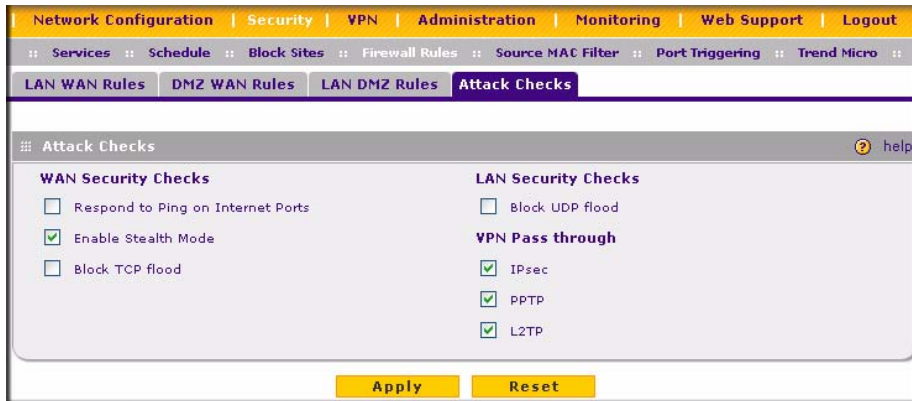 Network Configuration | Security | VPN | Administration | Monitoring | Web Support | Logout
:: Services :: Schedule :: Block Sites :: Firewall Rules :: Source MAC Filter :: Port Triggering :: Trend Micro ::
LAN WAN Rules DMZ WAN Rules LAN DMZ Rules Attack Checks
Attack Checks help
WAN Security Checks
Respond to Ping on Internet Ports
Enable Stealth Mode
Block TCP flood
LAN Security Checks
Block UDP flood
VPN Pass through
IPsec
PPTP
L2TP
Apply Reset